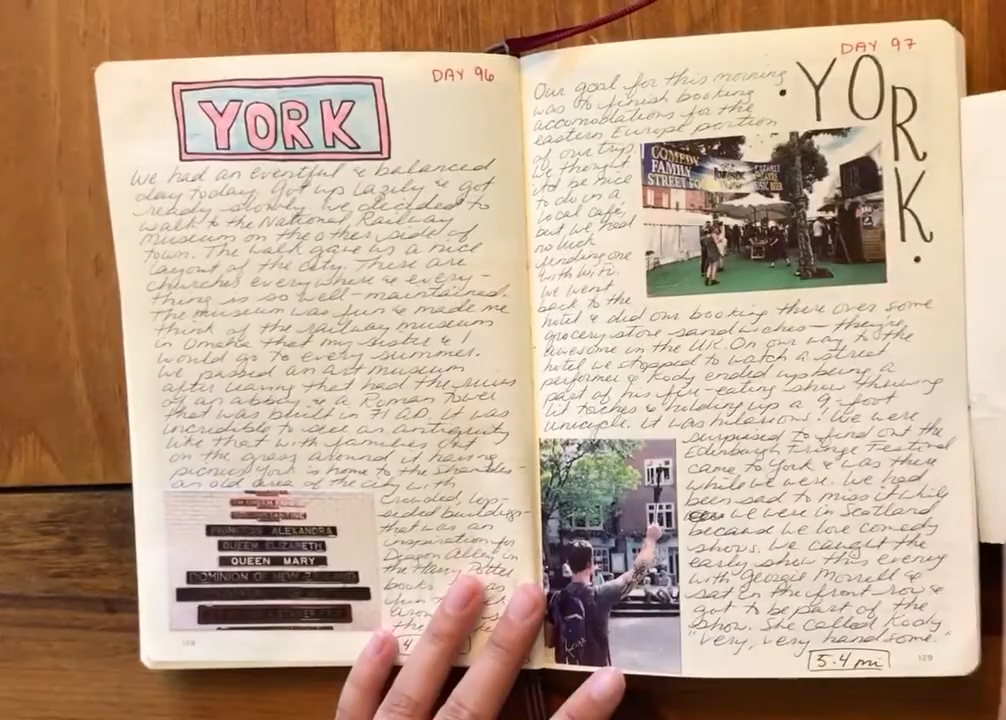 DAY 96
YORK
We had an eventful & balanced
day today. Got up lazily & got
ready slowly. We decided to
walk to the National Railway
Museum on the other side of
town. The walk gave us a nice
layout of the city. There are
churches everywhere & every-
thing is so well-maintained.
The museum was fun & made me
think of the railway museum
in Omaha that my sister & I
would go to every summer.
We passed an art museum
after leaving that had the ruins
of an abby & a Roman tower
that was built in 71 A.D. It was
incredible to see an antiquity
like that with families out
on the grass around it having
picnics. York is home to the Shambles-
an old area of the city with
crowded, lop-
sided buildings
that was an
inspiration for
Diagon Alley in
the Harry Potter
books
PRINCESS ALEXANDRA
QUEEN ELIZABETH
QUEEN MARY
DOMINION OF NEW ZEALAND
128
DAY 97
YORK
Our goal for this morning
was to finish booking
accomodations for the
eastern Europe portion
of our trip.
We thought
it'd be nice
to do in a
local café,
but we had
no luck
finding one
with wifi.
We went
back to the
hotel & did our booking there over some
grocery store sandwiches - they're
awesome in the UK. On our way to the
hotel we stopped to watch a street
performer & Kody ended up being a
part of his fire-eating show throwing
lit torches & holding up a 9-foot
unicycle. It was hilarious! We were
surprised to find out the
Edinburgh Fringe Festival
came to York & was there
while we were. We had
been sad to miss it while
we were in Scotland
because we love comedy
shows. We caught the
early show this evening
with Georgie Morrell &
sat in the front row &
got to be part of the
show. She called Kody
"very, very handsome."
COMEDY
FAMILY
STREET FO
CABARET
THEATRE
MUSIC BEER
5.4 mi
129